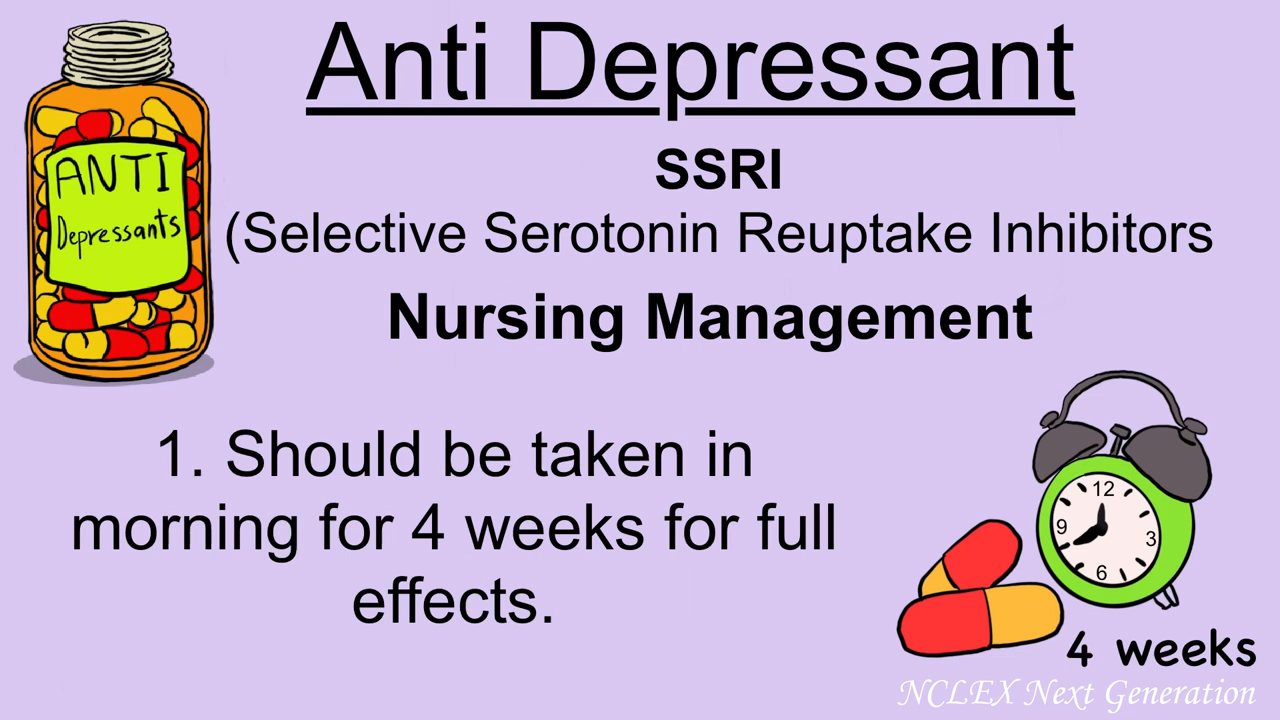 Anti Depressant
ANTI
Depressants
SSRI
(Selective Serotonin Reuptake Inhibitors
Nursing Management
1. Should be taken in
morning for 4 weeks for full
effects.
12
9
3
6
4 weeks
NCLEX Next Generation